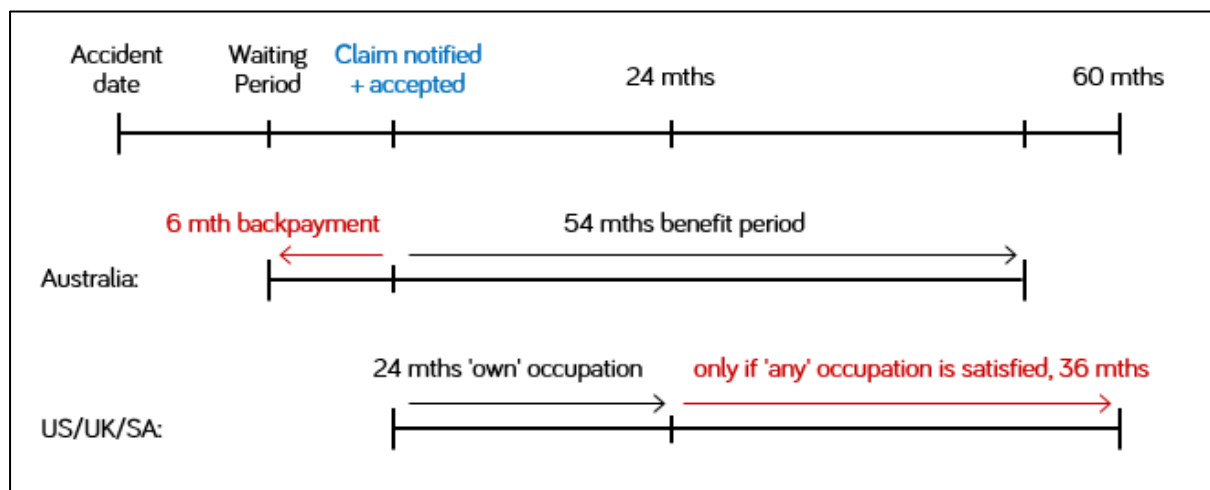 Accident
date
Waiting
Period
Claim notified
+ accepted
24 mths
60 mths
6 mth backpayment
54 mths benefit period
Australia:
24 mths 'own' occupation
only if 'any' occupation is satisfied, 36 mths
US/UK/SA: